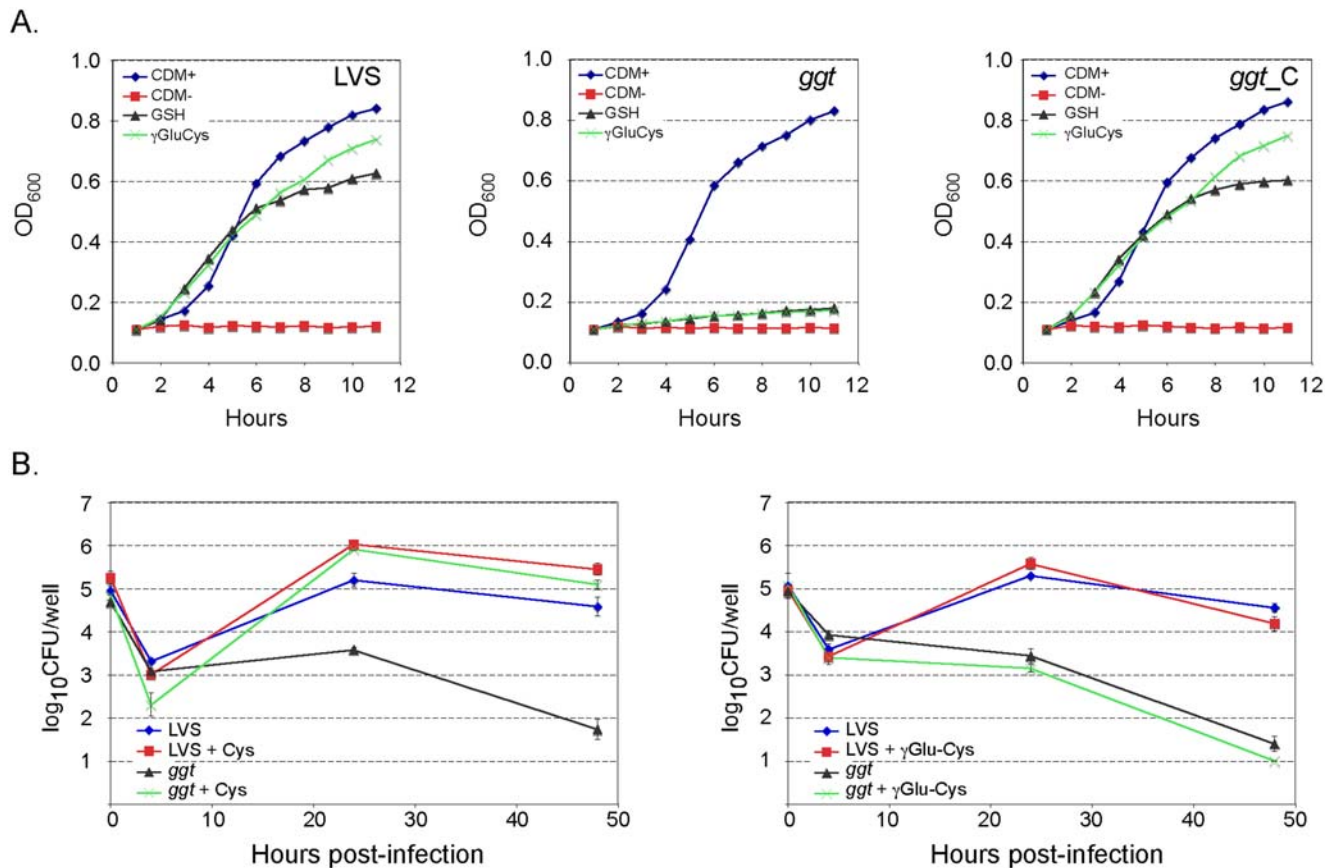 A.
LVS
CDM+
CDM-
GSH
γGluCys
1.0
0.8
0.6
0.4
0.2
0.0
OD600
0 2 4 6 8 10 12
Hours
ggt
CDM+
CDM-
GSH
γGluCys
1.0
0.8
0.6
0.4
0.2
0.0
OD600
0 2 4 6 8 10 12
Hours
ggt_C
CDM+
CDM-
GSH
γGluCys
1.0
0.8
0.6
0.4
0.2
0.0
OD600
0 2 4 6 8 10 12
Hours
B.
7
6
5
4
3
2
1
log10CFU/well
LVS
LVS + Cys
ggt
ggt + Cys
0 10 20 30 40 50
Hours post-infection
7
6
5
4
3
2
1
log10CFU/well
LVS
LVS + γGlu-Cys
ggt
ggt + γGlu-Cys
0 10 20 30 40 50
Hours post-infection